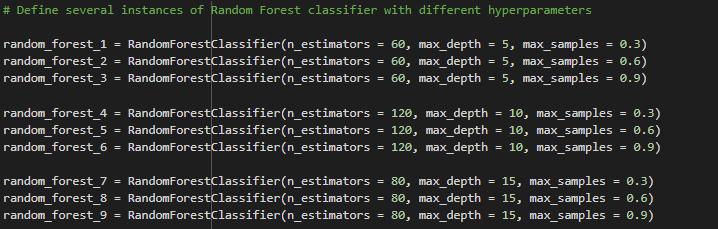 # Define several instances of Random Forest classifier with different hyperparameters
random_forest_1 = RandomForestClassifier(n_estimators = 60, max_depth = 5, max_samples = 0.3)
random_forest_2 = RandomForestClassifier(n_estimators = 60, max_depth = 5, max_samples = 0.6)
random_forest_3 = RandomForestClassifier(n_estimators = 60, max_depth = 5, max_samples = 0.9)
random_forest_4 = RandomForestClassifier(n_estimators = 120, max_depth = 10, max_samples = 0.3)
random_forest_5 = RandomForestClassifier(n_estimators = 120, max_depth = 10, max_samples = 0.6)
random_forest_6 = RandomForestClassifier(n_estimators = 120, max_depth = 10, max_samples = 0.9)
random_forest_7 = RandomForestClassifier(n_estimators = 80, max_depth = 15, max_samples = 0.3)
random_forest_8 = RandomForestClassifier(n_estimators = 80, max_depth = 15, max_samples = 0.6)
random_forest_9 = RandomForestClassifier(n_estimators = 80, max_depth = 15, max_samples = 0.9)